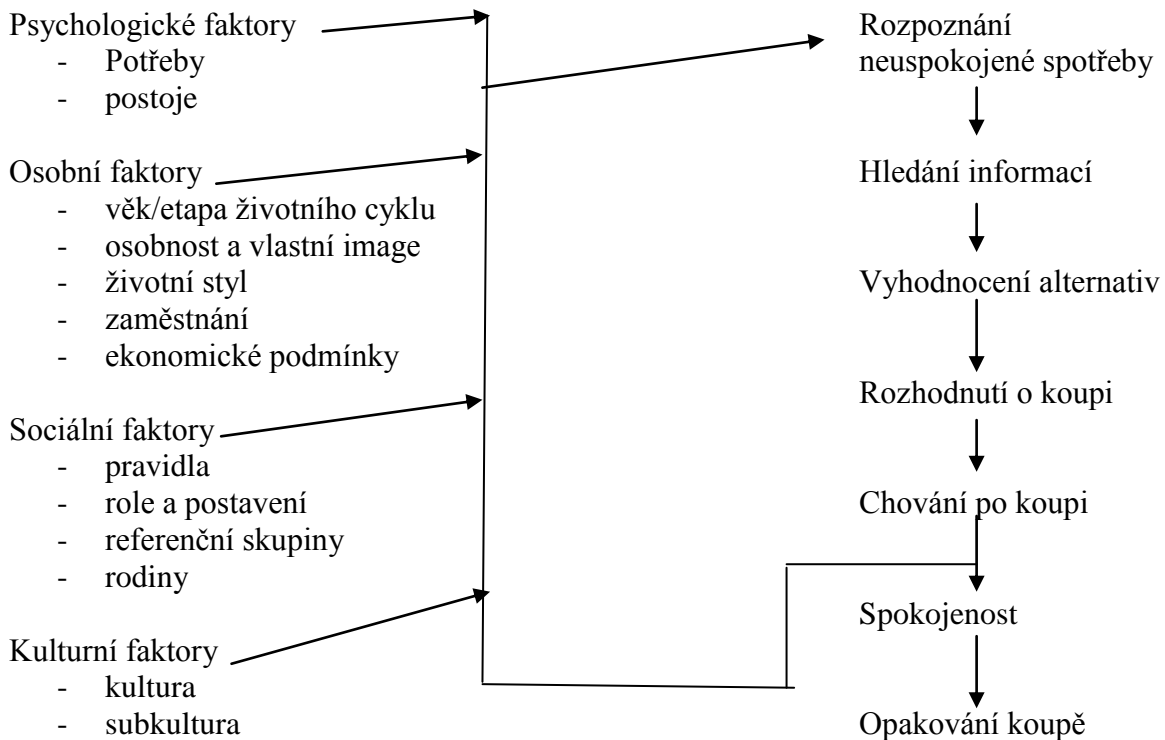 Psychologické faktory
- Potřeby
- postoje
Osobní faktory
- věk/etapa životního cyklu
- osobnost a vlastní image
- životní styl
- zaměstnání
- ekonomické podmínky
Sociální faktory
- pravidla
- role a postavení
- referenční skupiny
- rodiny
Kulturní faktory
- kultura
- subkultura
Rozpoznání
neuspokojené spotřeby
Hledání informací
Vyhodnocení alternativ
Rozhodnutí o koupi
Chování po koupi
Spokojenost
Opakování koupě